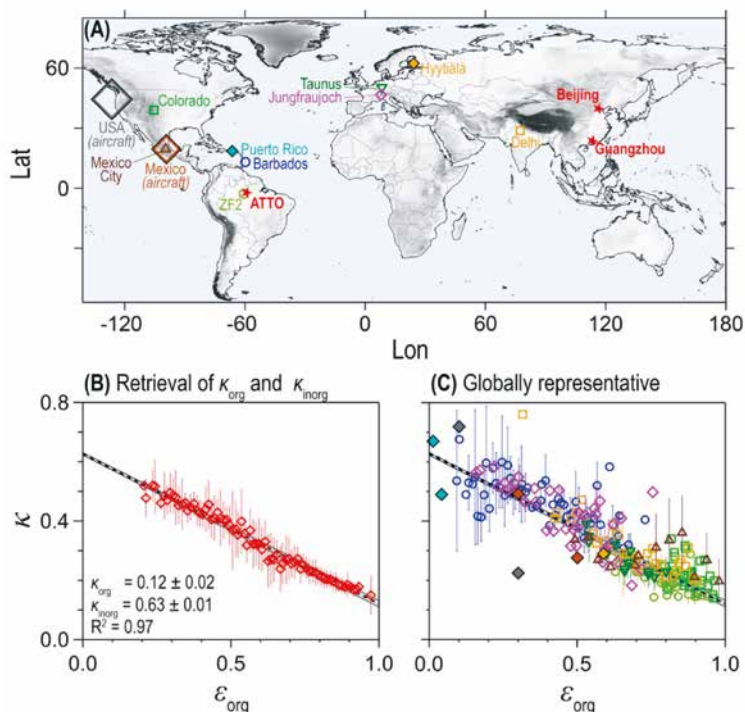 (A)
60
0
Lat
-120
-60
0
60
120
180
Lon
Colorado
USA
(aircraft)
Mexico
City
Mexico
(aircraft)
Puerto Rico
Barbados
ZF2
ATTO
Taunus
Jungfraujoch
Hyytiälä
Beijing
Delhi
Guangzhou
(B) Retrieval of κorg and κinorg
0.8
0.4
0.0
κ
κorg = 0.12 ± 0.02
κinorg = 0.63 ± 0.01
R² = 0.97
0.0
0.5
1.0
εorg
(C) Globally representative
0.0
0.5
1.0
εorg